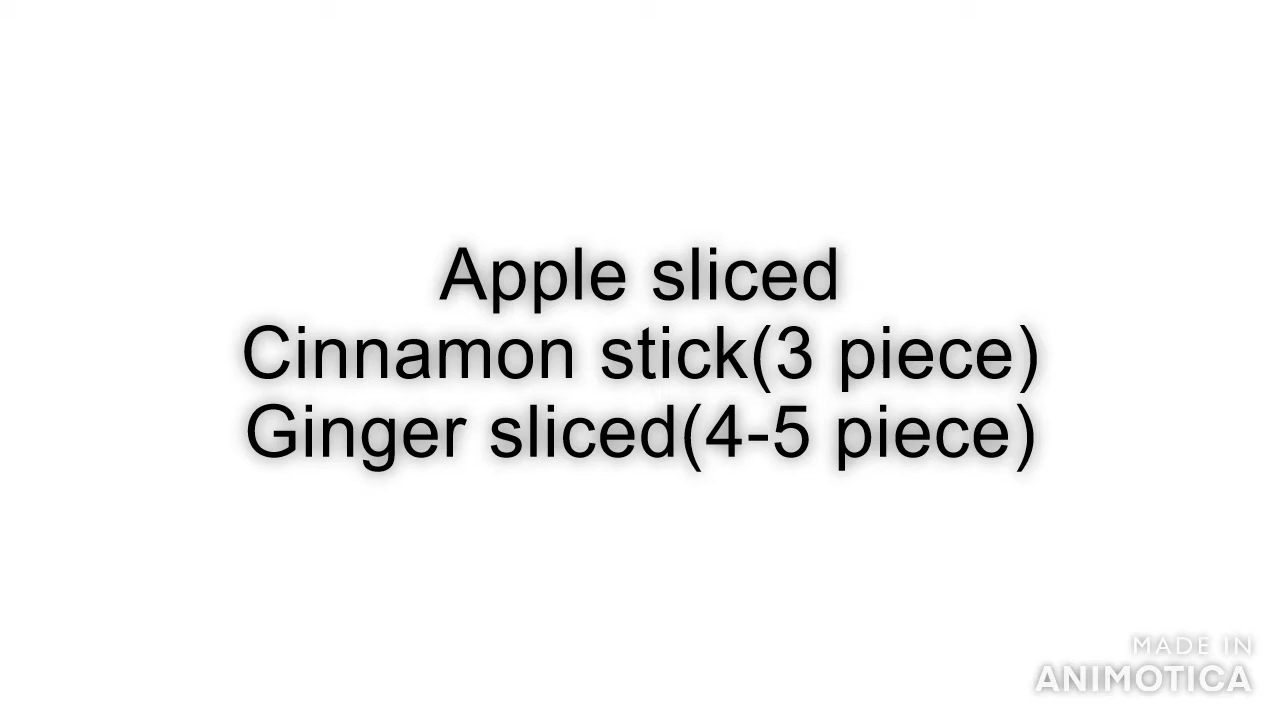 Apple sliced
Cinnamon stick(3 piece)
Ginger sliced(4-5 piece)
MADE IN
ANIMOTICA